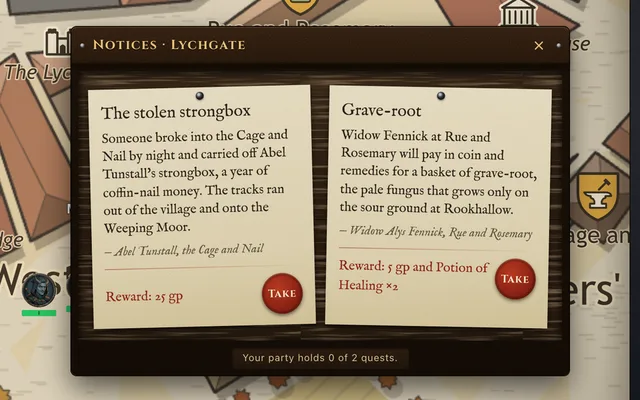 Rue and Rosemary
NOTICES · LYCHGATE
The Lyc
use
The stolen strongbox
Someone broke into the Cage and
Nail by night and carried off Abel
Tunstall's strongbox, a year of
coffin-nail money. The tracks ran
out of the village and onto the
Weeping Moor.
– Abel Tunstall, the Cage and Nail
Reward: 25 gp
TAKE
Grave-root
Widow Fennick at Rue and
Rosemary will pay in coin and
remedies for a basket of grave-root,
the pale fungus that grows only on
the sour ground at Rookhallow.
– Widow Alys Fennick, Rue and Rosemary
Reward: 5 gp and Potion of
Healing ×2
TAKE
age an
ers'
Your party holds 0 of 2 quests.